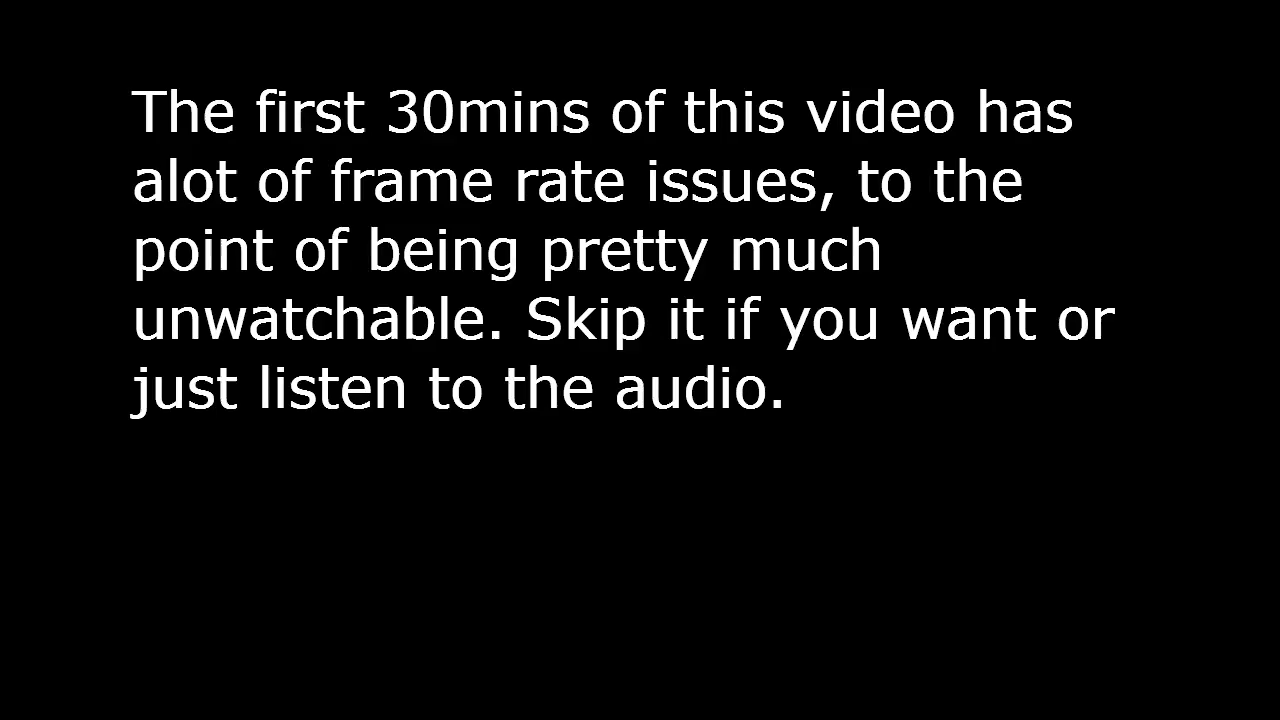 The first 30mins of this video has
alot of frame rate issues, to the
point of being pretty much
unwatchable. Skip it if you want or
just listen to the audio.